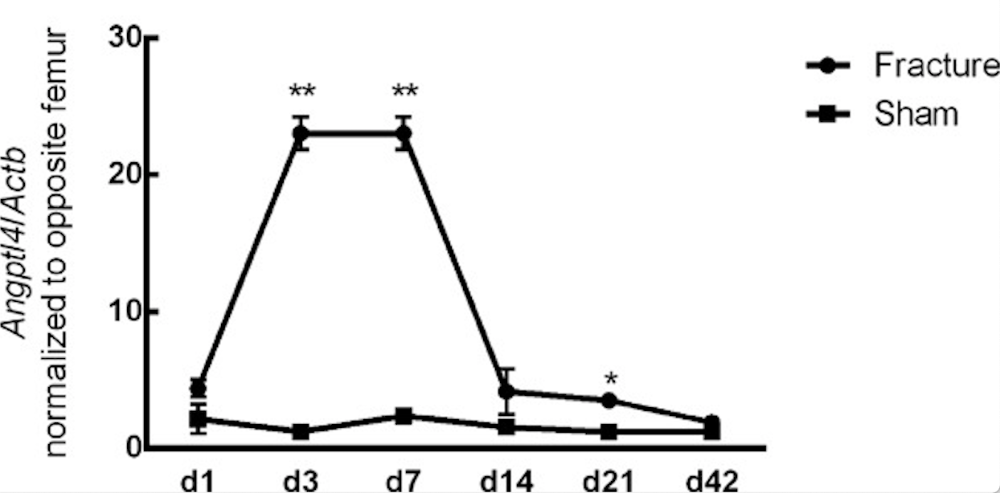 Angptl4/Actb
normalized to opposite femur
30
20
10
0
**
**
*
d1 d3 d7 d14 d21 d42
Fracture
Sham